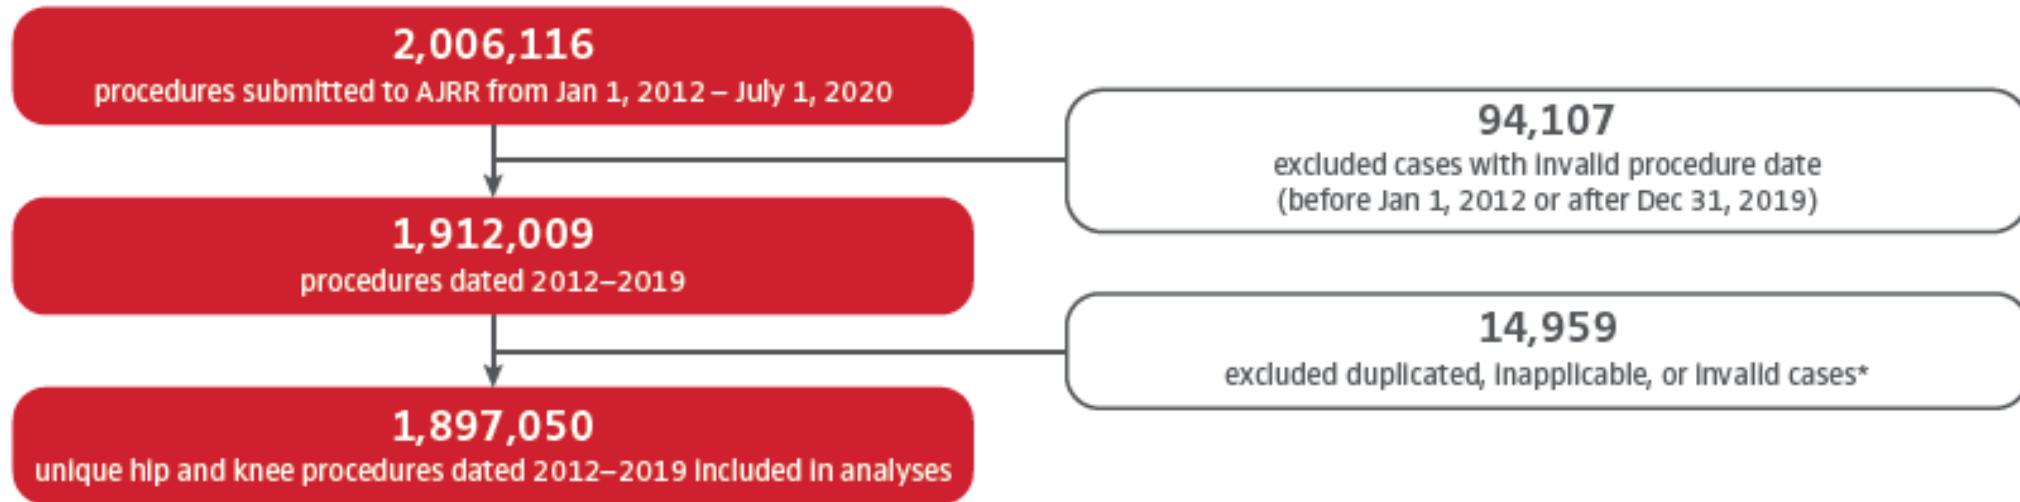 2,006,116
procedures submitted to AJRR from Jan 1, 2012 – July 1, 2020
94,107
excluded cases with invalid procedure date
(before Jan 1, 2012 or after Dec 31, 2019)
1,912,009
procedures dated 2012–2019
14,959
excluded duplicated, inapplicable, or invalid cases*
1,897,050
unique hip and knee procedures dated 2012–2019 included in analyses